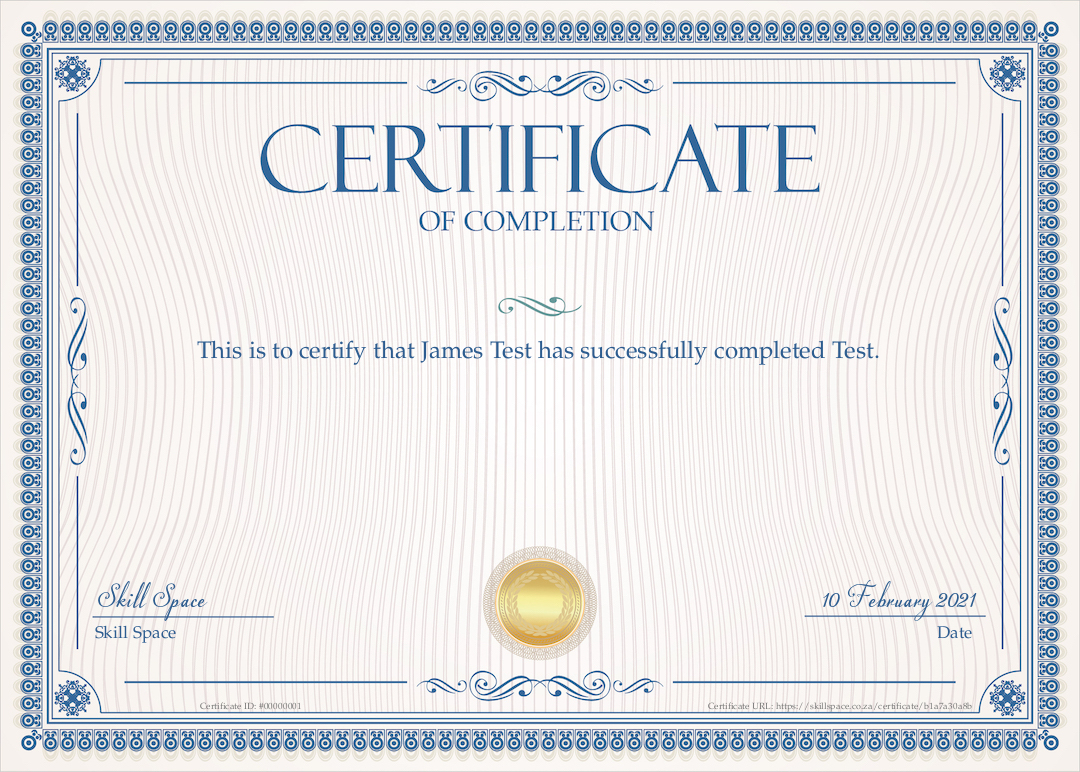 CERTIFICATE
OF COMPLETION
This is to certify that James Test has successfully completed Test.
Skill Space
Skill Space
10 February 2021
Date
Certificate ID: #00000001
Certificate URL: https://skillspace.co.za/certificate/b1a7a30a8b